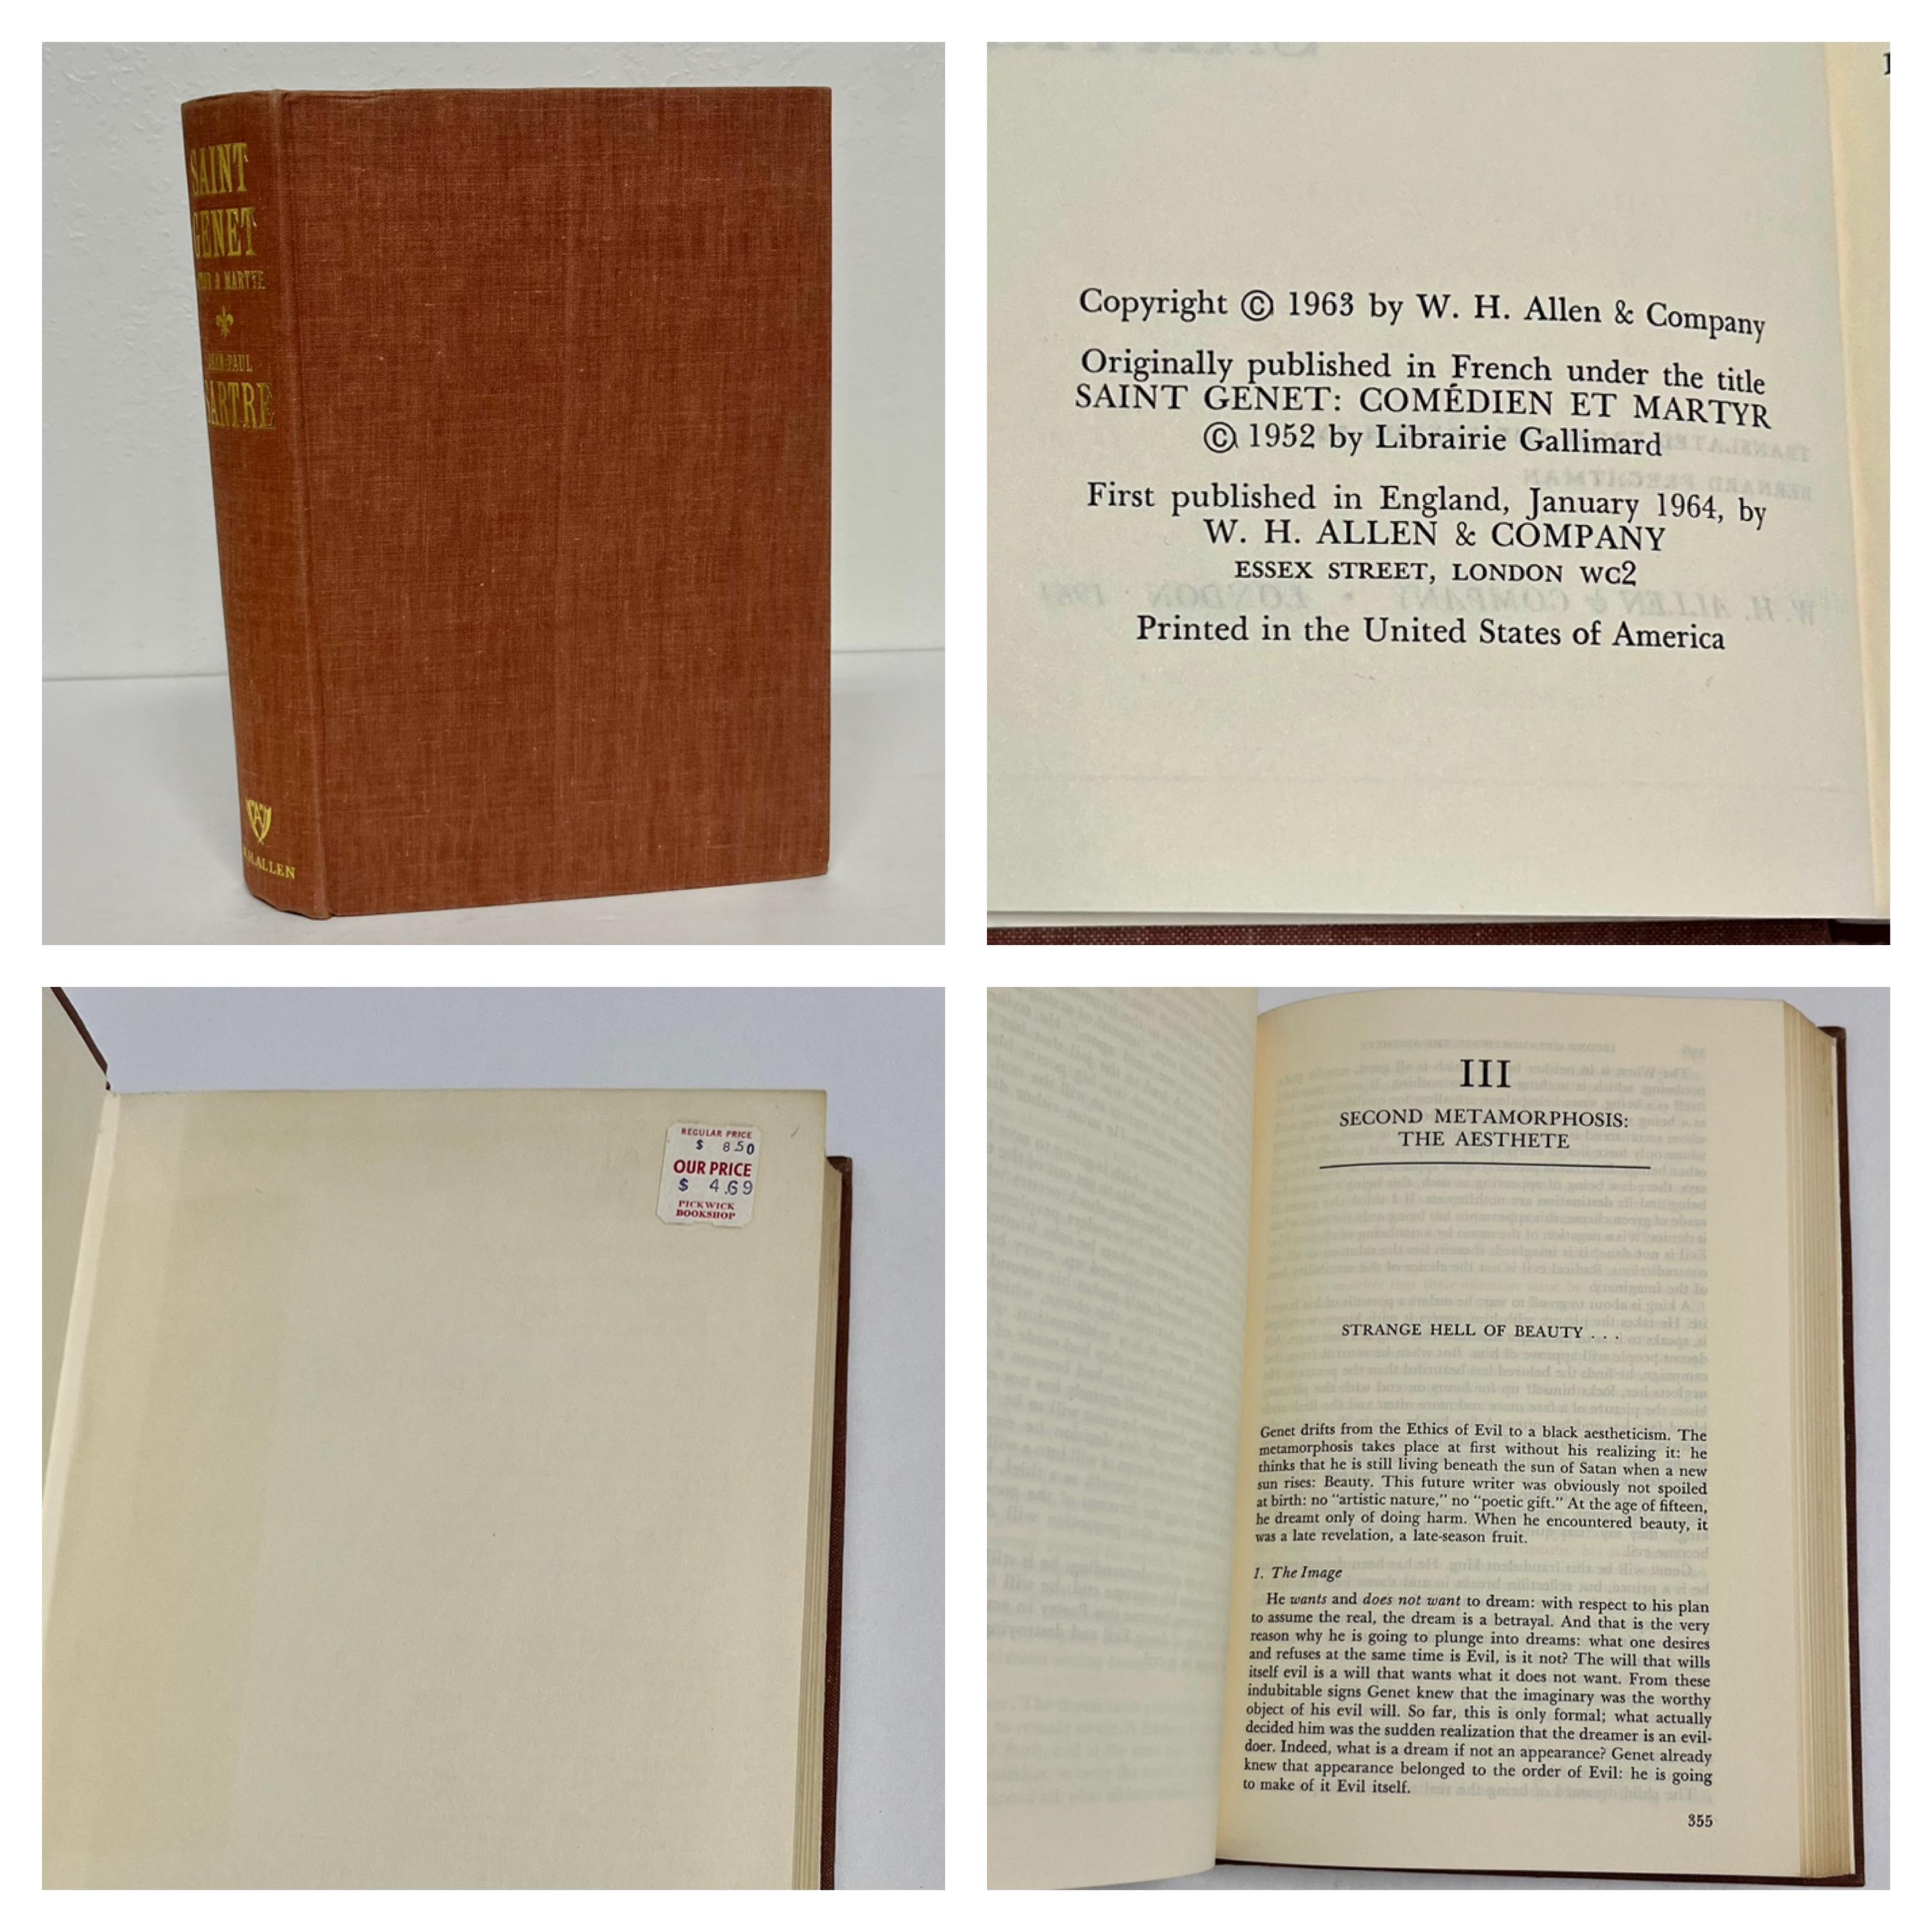 SAINT
GENET
& MARTYR
PAUL
SARTRE
ALLEN
Copyright © 1963 by W. H. Allen & Company
Originally published in French under the title
SAINT GENET: COMÉDIEN ET MARTYR
© 1952 by Librairie Gallimard
First published in England, January 1964, by
W. H. ALLEN & COMPANY
ESSEX STREET, LONDON WC2
Printed in the United States of America
REGULAR PRICE
$ 8.50
OUR PRICE
$ 4.69
PICKWICK
BOOKSHOP
III
SECOND METAMORPHOSIS:
THE AESTHETE
STRANGE HELL OF BEAUTY . . .
Genet drifts from the Ethics of Evil to a black aestheticism. The
metamorphosis takes place at first without his realizing it: he
thinks that he is still living beneath the sun of Satan when a new
sun rises: Beauty. This future writer was obviously not spoiled
at birth: no "artistic nature," no "poetic gift." At the age of fifteen,
he dreamt only of doing harm. When he encountered beauty, it
was a late revelation, a late-season fruit.
1. The Image
He wants and does not want to dream: with respect to his plan
to assume the real, the dream is a betrayal. And that is the very
reason why he is going to plunge into dreams: what one desires
and refuses at the same time is Evil, is it not? The will that wills
itself evil is a will that wants what it does not want. From these
indubitable signs Genet knew that the imaginary was the worthy
object of his evil will. So far, this is only formal; what actually
decided him was the sudden realization that the dreamer is an evil-
doer. Indeed, what is a dream if not an appearance? Genet already
knew that appearance belonged to the order of Evil: he is going
to make of it Evil itself.
355